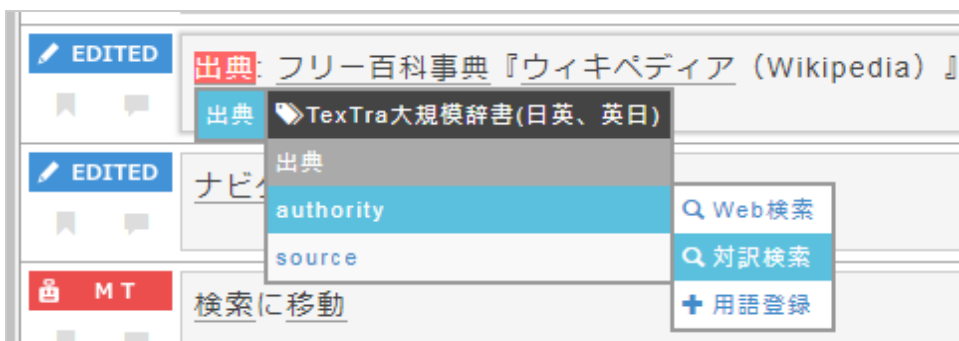 EDITED
出典: フリー百科事典『ウィキペディア（Wikipedia）』
出典 TexTra大規模辞書(日英、英日)
出典
EDITED
authority Web検索
source 対訳検索
用語登録
MT
検索に移動